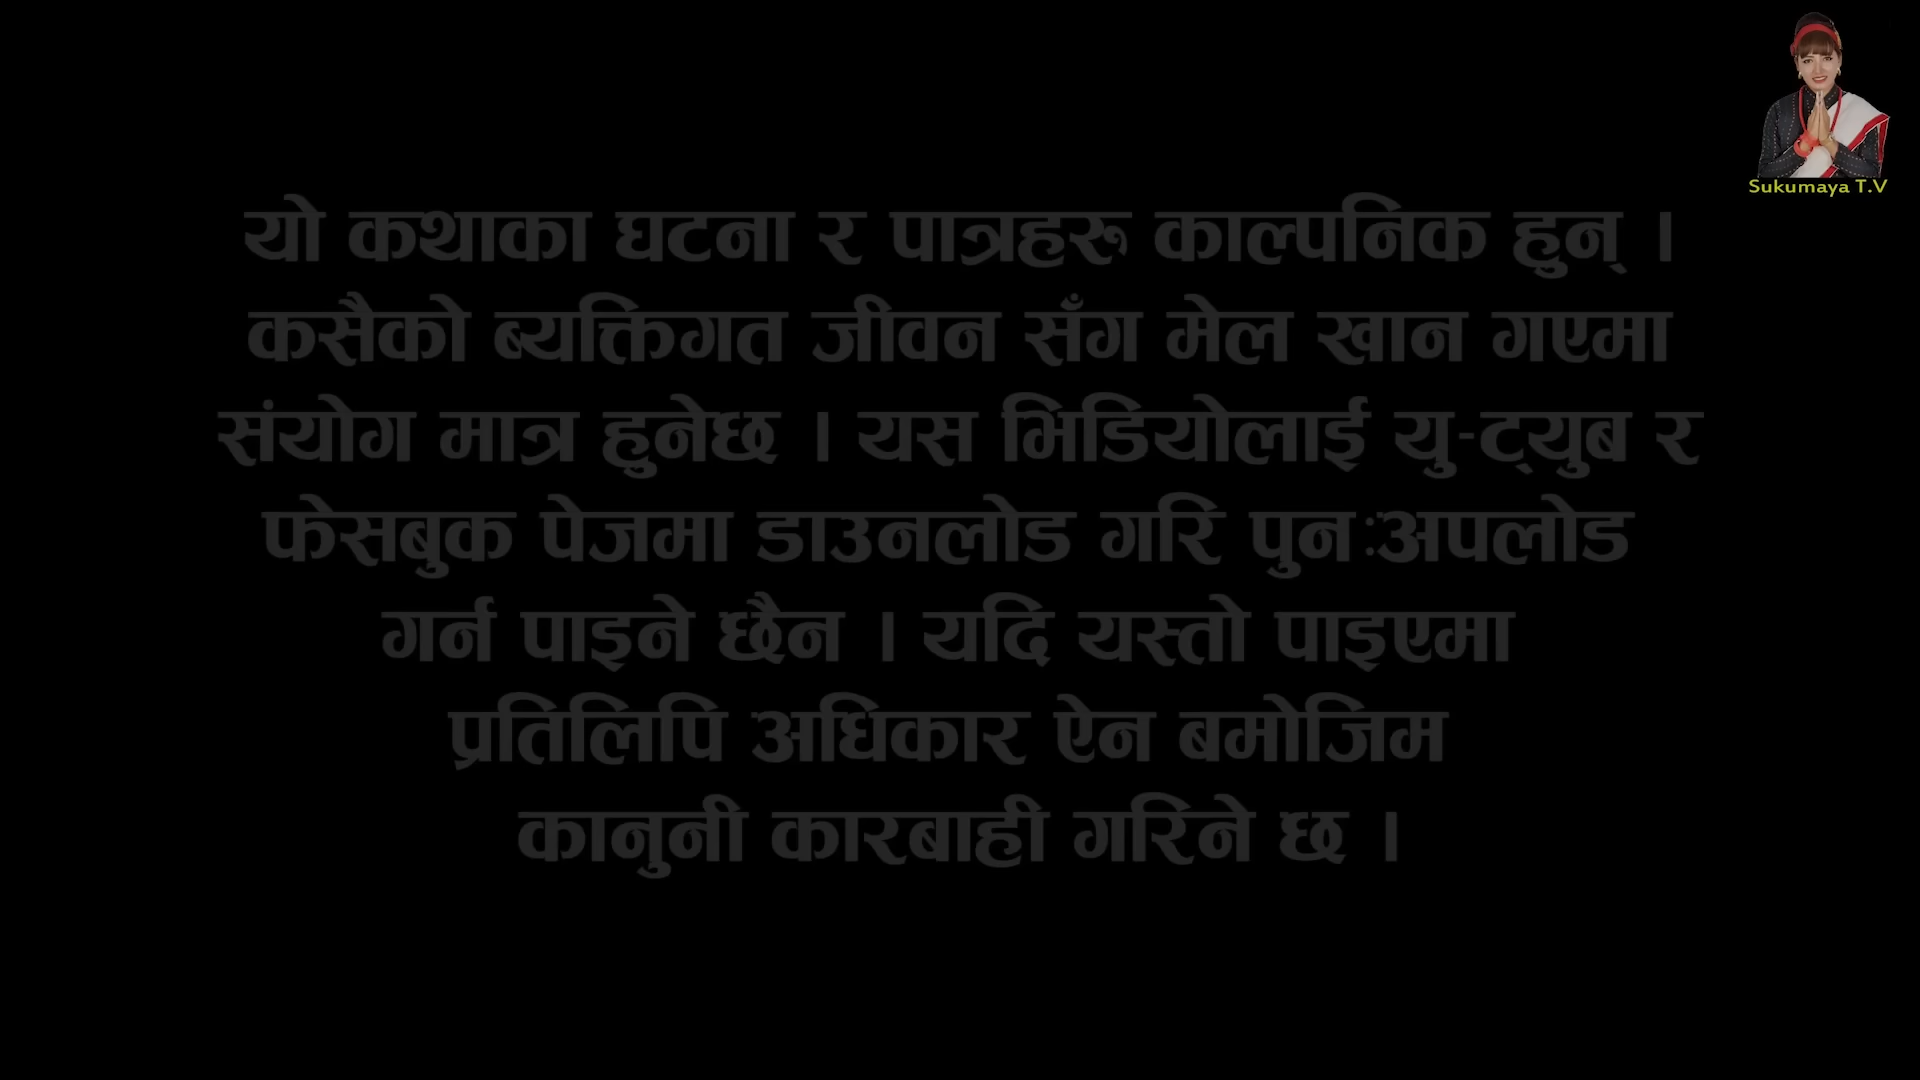 Sukumaya T.V
यो कथाका घटना र पात्रहरू काल्पनिक हुन् ।
कसैको ब्यक्तिगत जीवन सँग मेल खान गएमा
संयोग मात्र हुनेछ । यस भिडियोलाई यु-ट्युब र
फेसबुक पेजमा डाउनलोड गरि पुनःअपलोड
गर्न पाइने छैन । यदि यस्तो पाइएमा
प्रतिलिपि अधिकार ऐन बमोजिम
कानुनी कारबाही गरिने छ ।